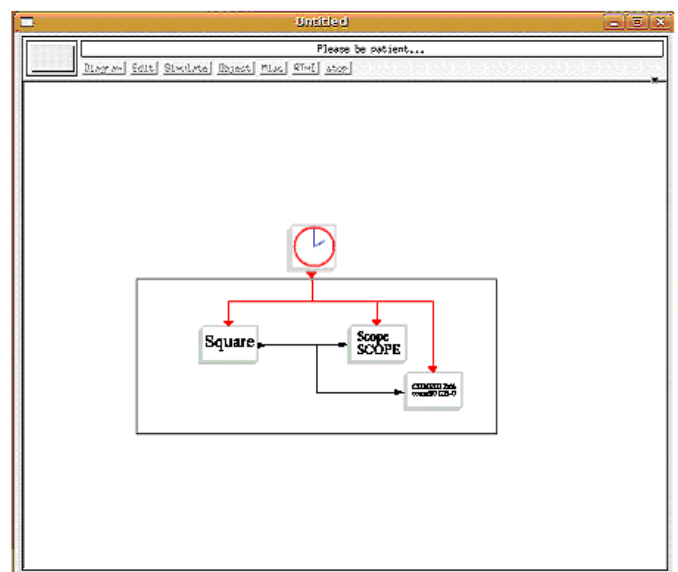 Untitled
Please be patient...
Diagram Edit Simulate Object Misc RTAI stop
Square
Scope
SCOPE